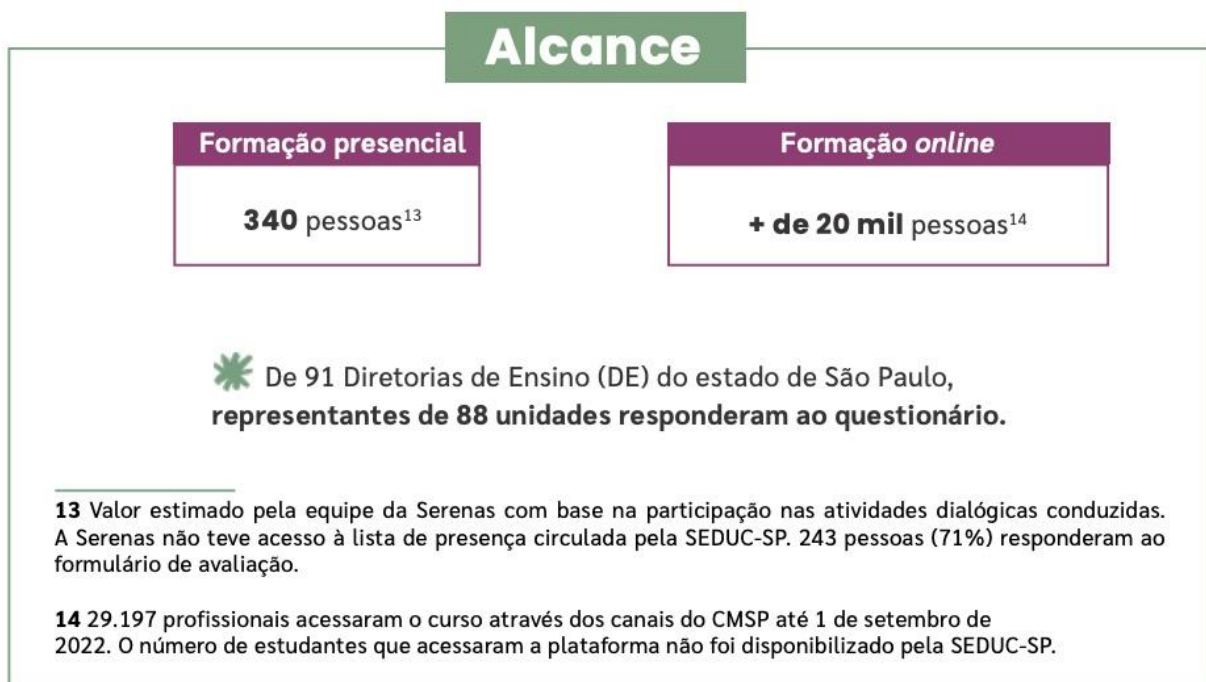 Alcance
Formação presencial
340 pessoas13
Formação online
+ de 20 mil pessoas14
De 91 Diretorias de Ensino (DE) do estado de São Paulo,
representantes de 88 unidades responderam ao questionário.
13 Valor estimado pela equipe da Serenas com base na participação nas atividades dialógicas conduzidas.
A Serenas não teve acesso à lista de presença circulada pela SEDUC-SP. 243 pessoas (71%) responderam ao
formulário de avaliação.
14 29.197 profissionais acessaram o curso através dos canais do CMSP até 1 de setembro de
2022. O número de estudantes que acessaram a plataforma não foi disponibilizado pela SEDUC-SP.